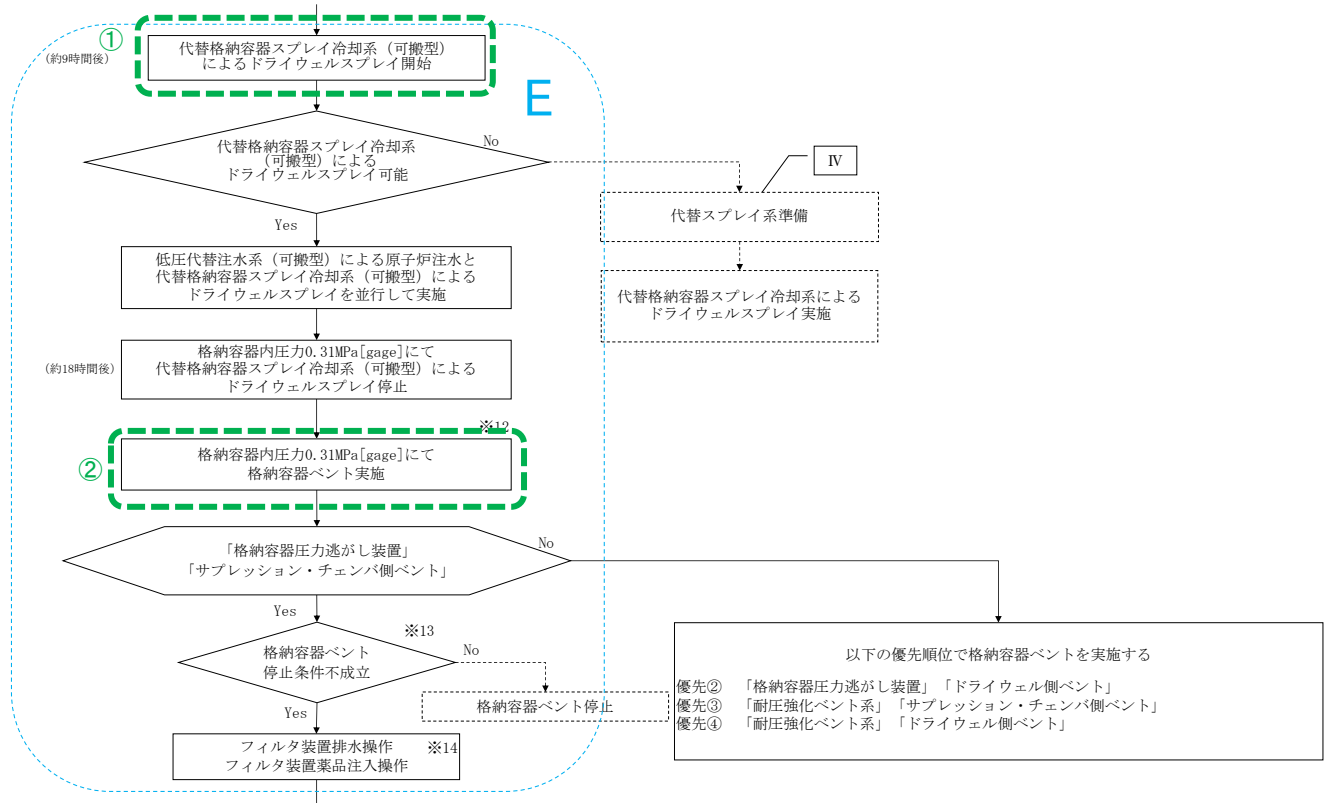 ①
(約9時間後)
代替格納容器スプレイ冷却系（可搬型）
によるドライウェルスプレイ開始
E
代替格納容器スプレイ冷却系
（可搬型）による
ドライウェルスプレイ可能
No
Yes
Ⅳ
代替スプレイ系準備
代替格納容器スプレイ冷却系による
ドライウェルスプレイ実施
低圧代替注水系（可搬型）による原子炉注水と
代替格納容器スプレイ冷却系（可搬型）による
ドライウェルスプレイを並行して実施
(約18時間後)
格納容器内圧力0.31MPa[gage]にて
代替格納容器スプレイ冷却系（可搬型）による
ドライウェルスプレイ停止
※12
②
格納容器内圧力0.31MPa[gage]にて
格納容器ベント実施
「格納容器圧力逃がし装置」
「サプレッション・チェンバ側ベント」
No
Yes
※13
格納容器ベント
停止条件不成立
No
Yes
格納容器ベント停止
以下の優先順位で格納容器ベントを実施する
優先② 「格納容器圧力逃がし装置」「ドライウェル側ベント」
優先③ 「耐圧強化ベント系」「サプレッション・チェンバ側ベント」
優先④ 「耐圧強化ベント系」「ドライウェル側ベント」
フィルタ装置排水操作 ※14
フィルタ装置薬品注入操作